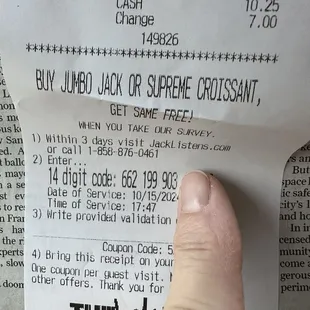 CASH 10.25
Change 7.00
149826
BUY JUMBO JACK OR SUPREME CROISSANT,
GET SAME FREE!
WHEN YOU TAKE OUR SURVEY.
1) Within 3 days visit JackListens.com
or call 1-858-876-0461
2) Enter...
14 digit code: 662 199 903
Date of Service: 10/15/2024
Time of Service: 17:47
3) Write provided validation
Coupon Code:
4) Bring this receipt on your
One coupon per guest visit.
other offers. Thank you for